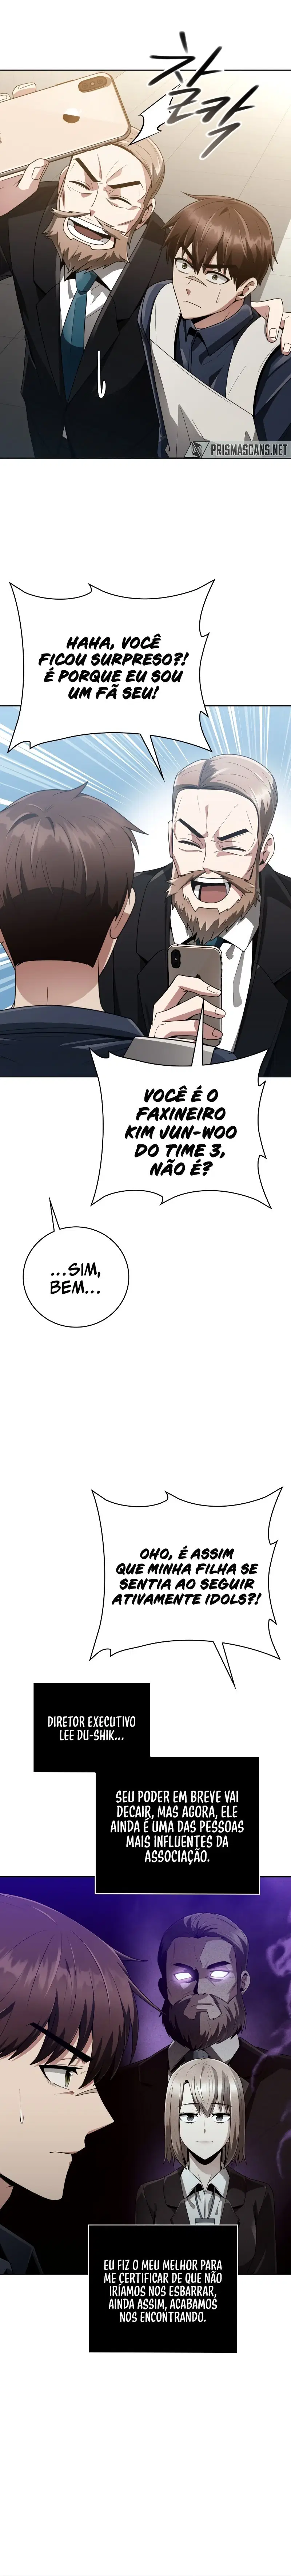 찰칵
PRISMASCANS.NET
HAHA, VOCÊ
FICOU SURPRESO?!
É PORQUE EU SOU
UM FÃ SEU!
VOCÊ É O
FAXINEIRO
KIM JUN-WOO
DO TIME 3,
NÃO É?
...SIM,
BEM...
OHO, É ASSIM
QUE MINHA FILHA SE
SENTIA AO SEGUIR
ATIVAMENTE IDOLS?!
DIRETOR EXECUTIVO
LEE DU-SHIK...
SEU PODER EM BREVE VAI
DECAIR, MAS AGORA, ELE
AINDA É UMA DAS PESSOAS
MAIS INFLUENTES DA
ASSOCIAÇÃO.
EU FIZ O MEU MELHOR PARA
ME CERTIFICAR DE QUE NÃO
IRÍAMOS NOS ESBARRAR,
AINDA ASSIM, ACABAMOS
NOS ENCONTRANDO.